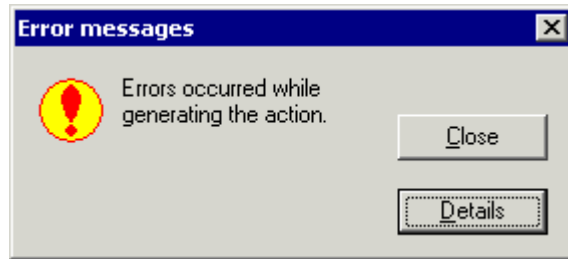 Error messages
Errors occurred while
generating the action.
Close
Details